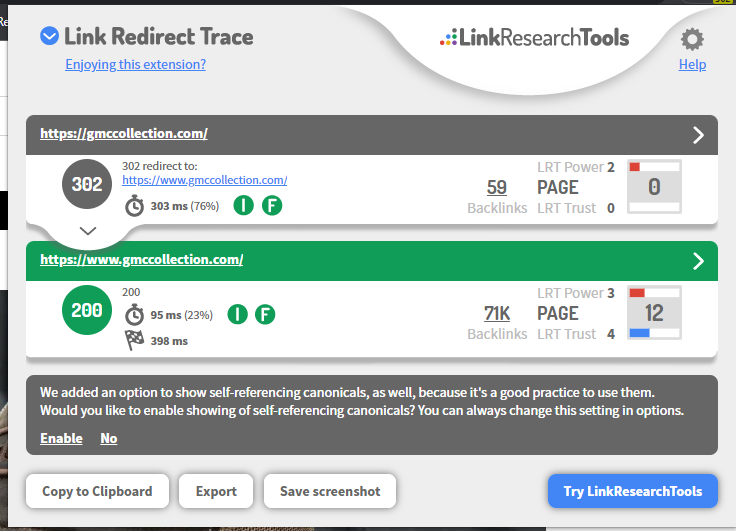 302
Re
Link Redirect Trace
LinkResearchTools
Enjoying this extension?
Help
https://gmccollection.com/
302
302 redirect to:
https://www.gmccollection.com/
303 ms (76%)
I
F
59
Backlinks
LRT Power 2
PAGE
LRT Trust 0
0
https://www.gmccollection.com/
200
200
95 ms (23%)
I
F
398 ms
71K
Backlinks
LRT Power 3
PAGE
LRT Trust 4
12
We added an option to show self-referencing canonicals, as well, because it's a good practice to use them.
Would you like to enable showing of self-referencing canonicals? You can always change this setting in options.
Enable No
Copy to Clipboard
Export
Save screenshot
Try LinkResearchTools